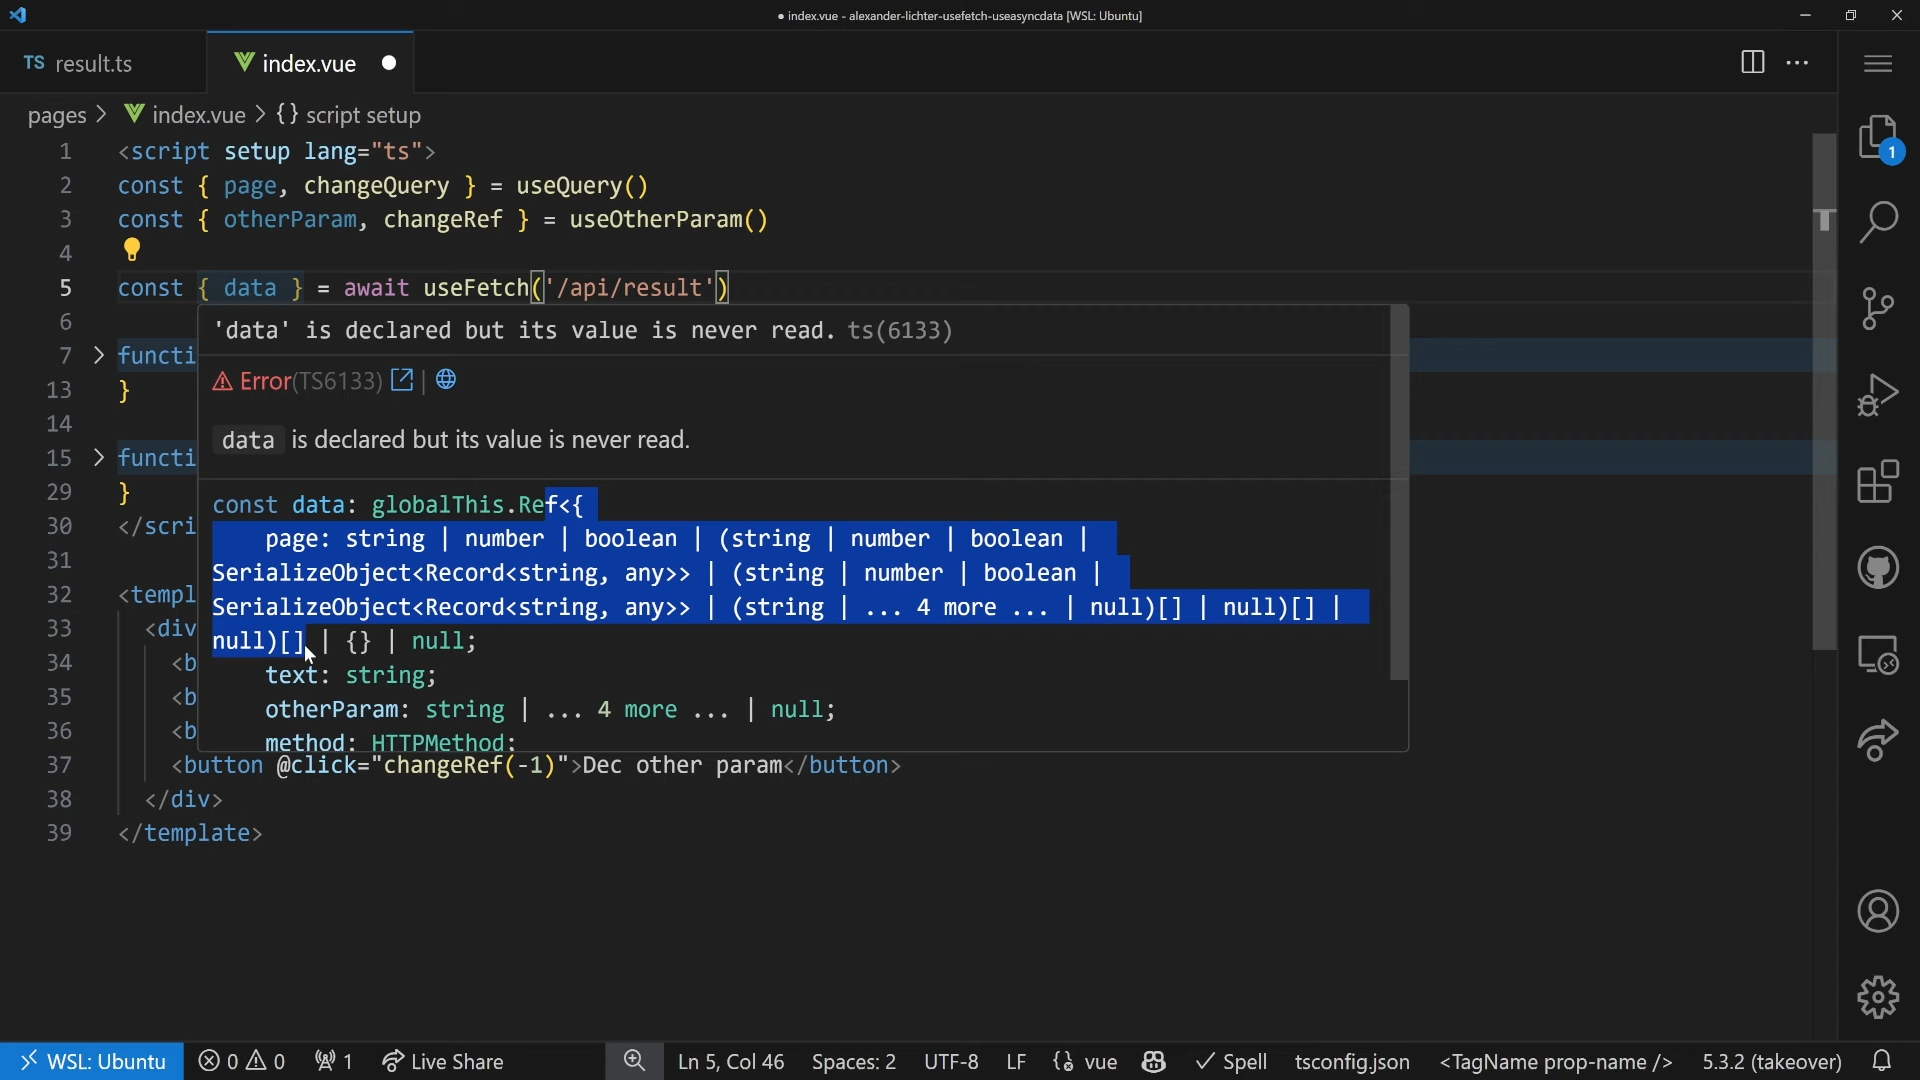 index.vue - alexander-lichter-usefetch-useasyncdata [WSL: Ubuntu]
TS result.ts
index.vue
pages > index.vue > {} script setup
1 <script setup lang="ts">
2 const { page, changeQuery } = useQuery()
3 const { otherParam, changeRef } = useOtherParam()
4
5 const { data } = await useFetch('/api/result')
6
'data' is declared but its value is never read. ts(6133)
7 functi
Error(TS6133) |
13 }
14
data is declared but its value is never read.
15 functi
29 }
const data: globalThis.Ref<{
30 </scri
page: string | number | boolean | (string | number | boolean |
31
SerializeObject<Record<string, any>> | (string | number | boolean |
32 <templ
SerializeObject<Record<string, any>> | (string | ... 4 more ... | null)[] | null)[] |
33 <div
null)[] | {} | null;
34 <b
text: string;
35 <b
otherParam: string | ... 4 more ... | null;
36 <b
method: HTTPMethod;
37 <button @click="changeRef(-1)">Dec other param</button>
38 </div>
39 </template>
1
WSL: Ubuntu 0 0 1 Live Share Ln 5, Col 46 Spaces: 2 UTF-8 LF {} vue Spell tsconfig.json <TagName prop-name /> 5.3.2 (takeover)